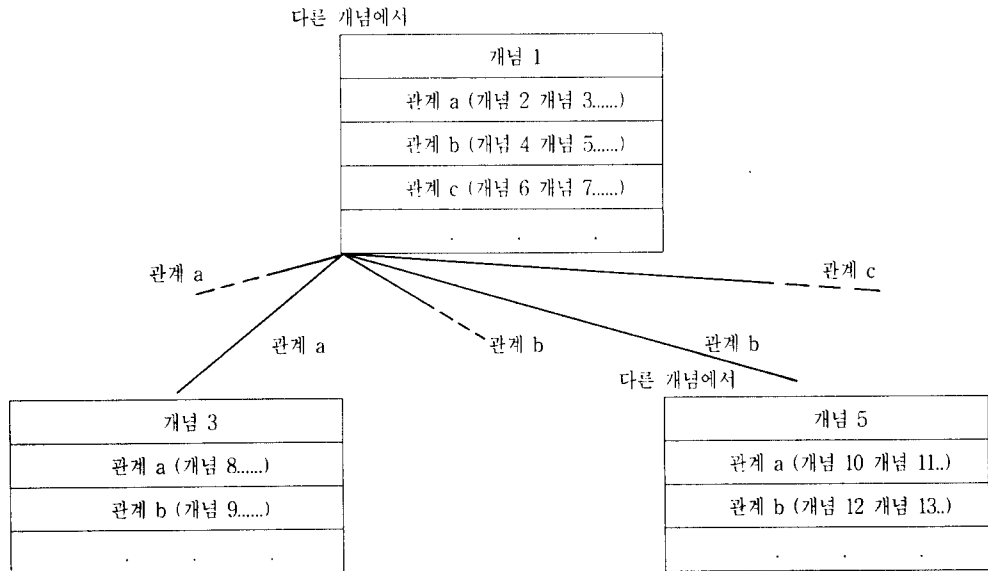 다른 개념에서
개념 1
관계 a (개념 2 개념 3......)
관계 b (개념 4 개념 5......)
관계 c (개념 6 개념 7......)
. . .
관계 a
관계 c
관계 a
관계 b
관계 b
다른 개념에서
개념 3
관계 a (개념 8......)
관계 b (개념 9......)
. . .
개념 5
관계 a (개념 10 개념 11..)
관계 b (개념 12 개념 13..)
. . .